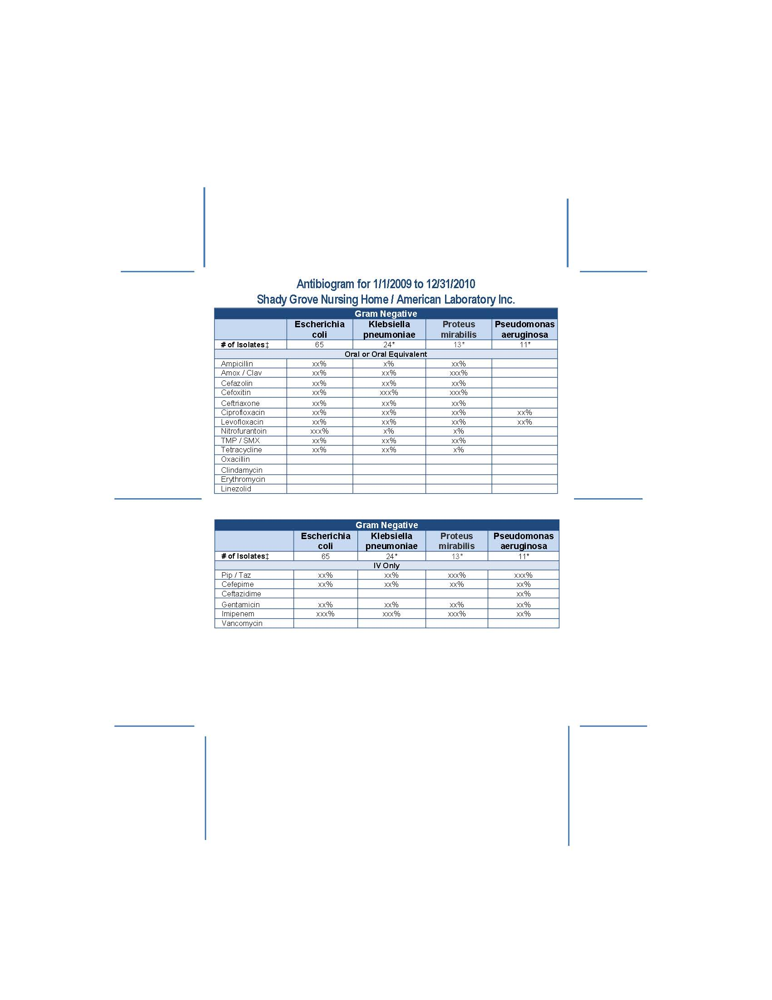 Antibiogram for 1/1/2009 to 12/31/2010
Shady Grove Nursing Home / American Laboratory Inc.
Gram Negative
Escherichia coli Klebsiella pneumoniae Proteus mirabilis Pseudomonas aeruginosa
# of Isolates‡ 65 24* 13* 11*
Oral or Oral Equivalent
Ampicillin xx% x% xx%
Amox / Clav xx% xx% xxx%
Cefazolin xx% xx% xx%
Cefoxitin xx% xxx% xxx%
Ceftriaxone xx% xx% xx%
Ciprofloxacin xx% xx% xx% xx%
Levofloxacin xx% xx% xx% xx%
Nitrofurantoin xxx% x% x%
TMP / SMX xx% xx% xx%
Tetracycline xx% xx% x%
Oxacillin
Clindamycin
Erythromycin
Linezolid
Gram Negative
Escherichia coli Klebsiella pneumoniae Proteus mirabilis Pseudomonas aeruginosa
# of Isolates‡ 65 24* 13* 11*
IV Only
Pip / Taz xx% xx% xxx% xxx%
Cefepime xx% xx% xx% xx%
Ceftazidime xx%
Gentamicin xx% xx% xx% xx%
Imipenem xxx% xxx% xxx% xx%
Vancomycin